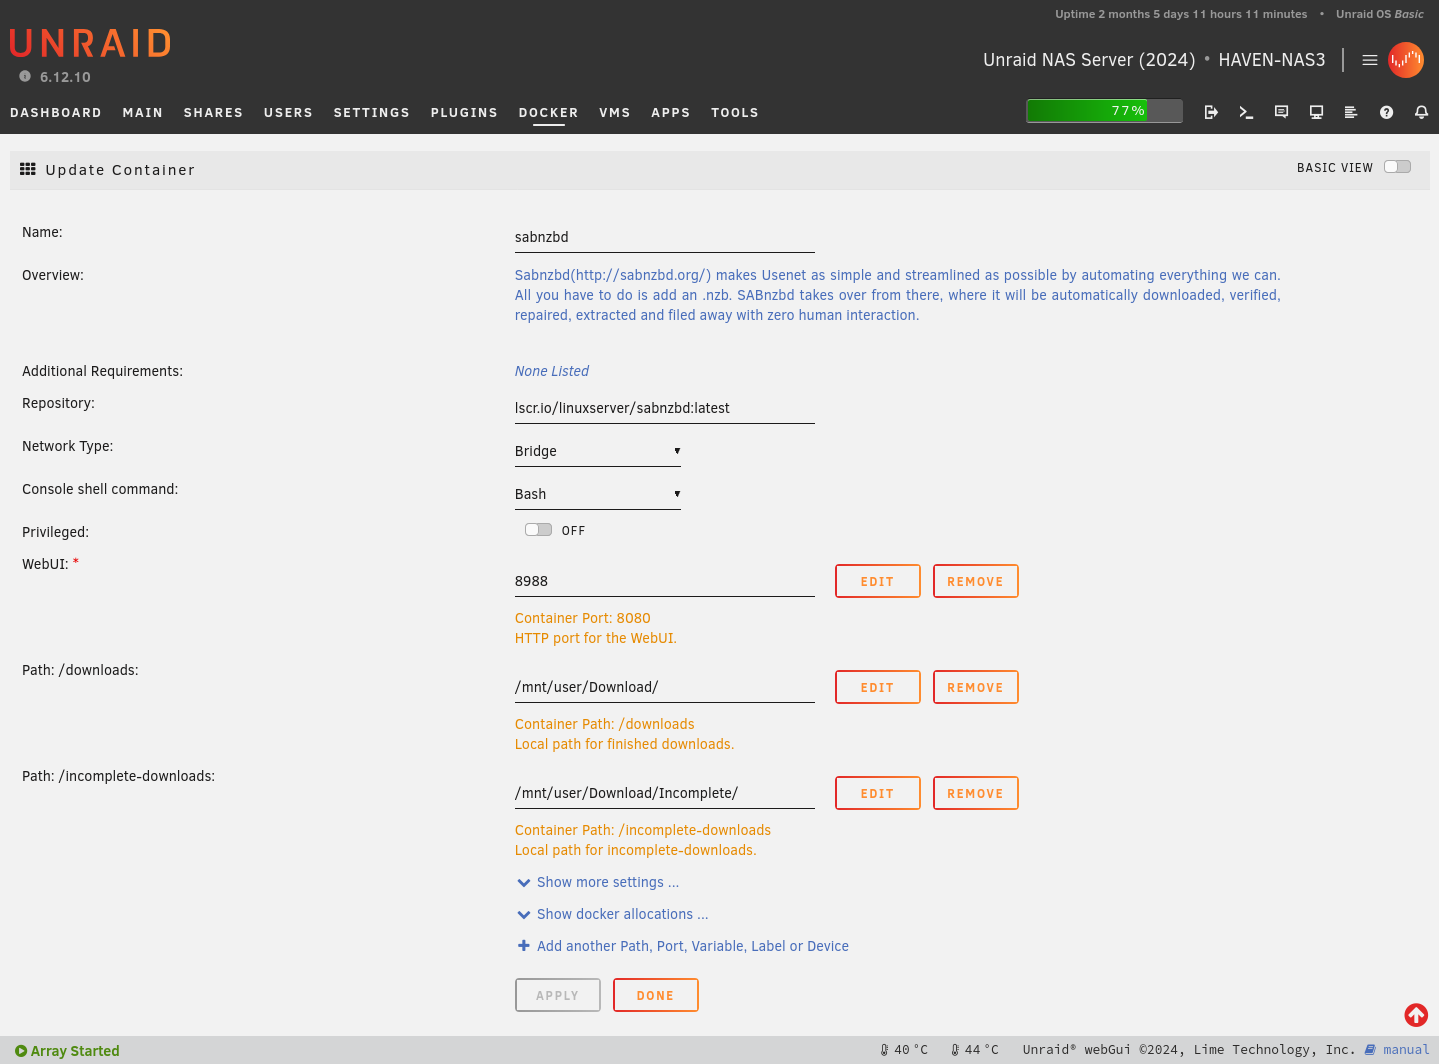 Uptime 2 months 5 days 11 hours 11 minutes • Unraid OS Basic
UNRAID
6.12.10
Unraid NAS Server (2024) • HAVEN-NAS3
DASHBOARD MAIN SHARES USERS SETTINGS PLUGINS DOCKER VMS APPS TOOLS
77%
Update Container
BASIC VIEW
Name:
sabnzbd
Overview:
Sabnzbd(http://sabnzbd.org/) makes Usenet as simple and streamlined as possible by automating everything we can.
All you have to do is add an .nzb. SABnzbd takes over from there, where it will be automatically downloaded, verified,
repaired, extracted and filed away with zero human interaction.
Additional Requirements:
None Listed
Repository:
lscr.io/linuxserver/sabnzbd:latest
Network Type:
Bridge
Console shell command:
Bash
Privileged:
OFF
WebUI: *
8988
EDIT REMOVE
Container Port: 8080
HTTP port for the WebUI.
Path: /downloads:
/mnt/user/Download/
EDIT REMOVE
Container Path: /downloads
Local path for finished downloads.
Path: /incomplete-downloads:
/mnt/user/Download/Incomplete/
EDIT REMOVE
Container Path: /incomplete-downloads
Local path for incomplete-downloads.
Show more settings ...
Show docker allocations ...
Add another Path, Port, Variable, Label or Device
APPLY DONE
Array Started
40 °C 44 °C Unraid® webGui ©2024, Lime Technology, Inc. manual